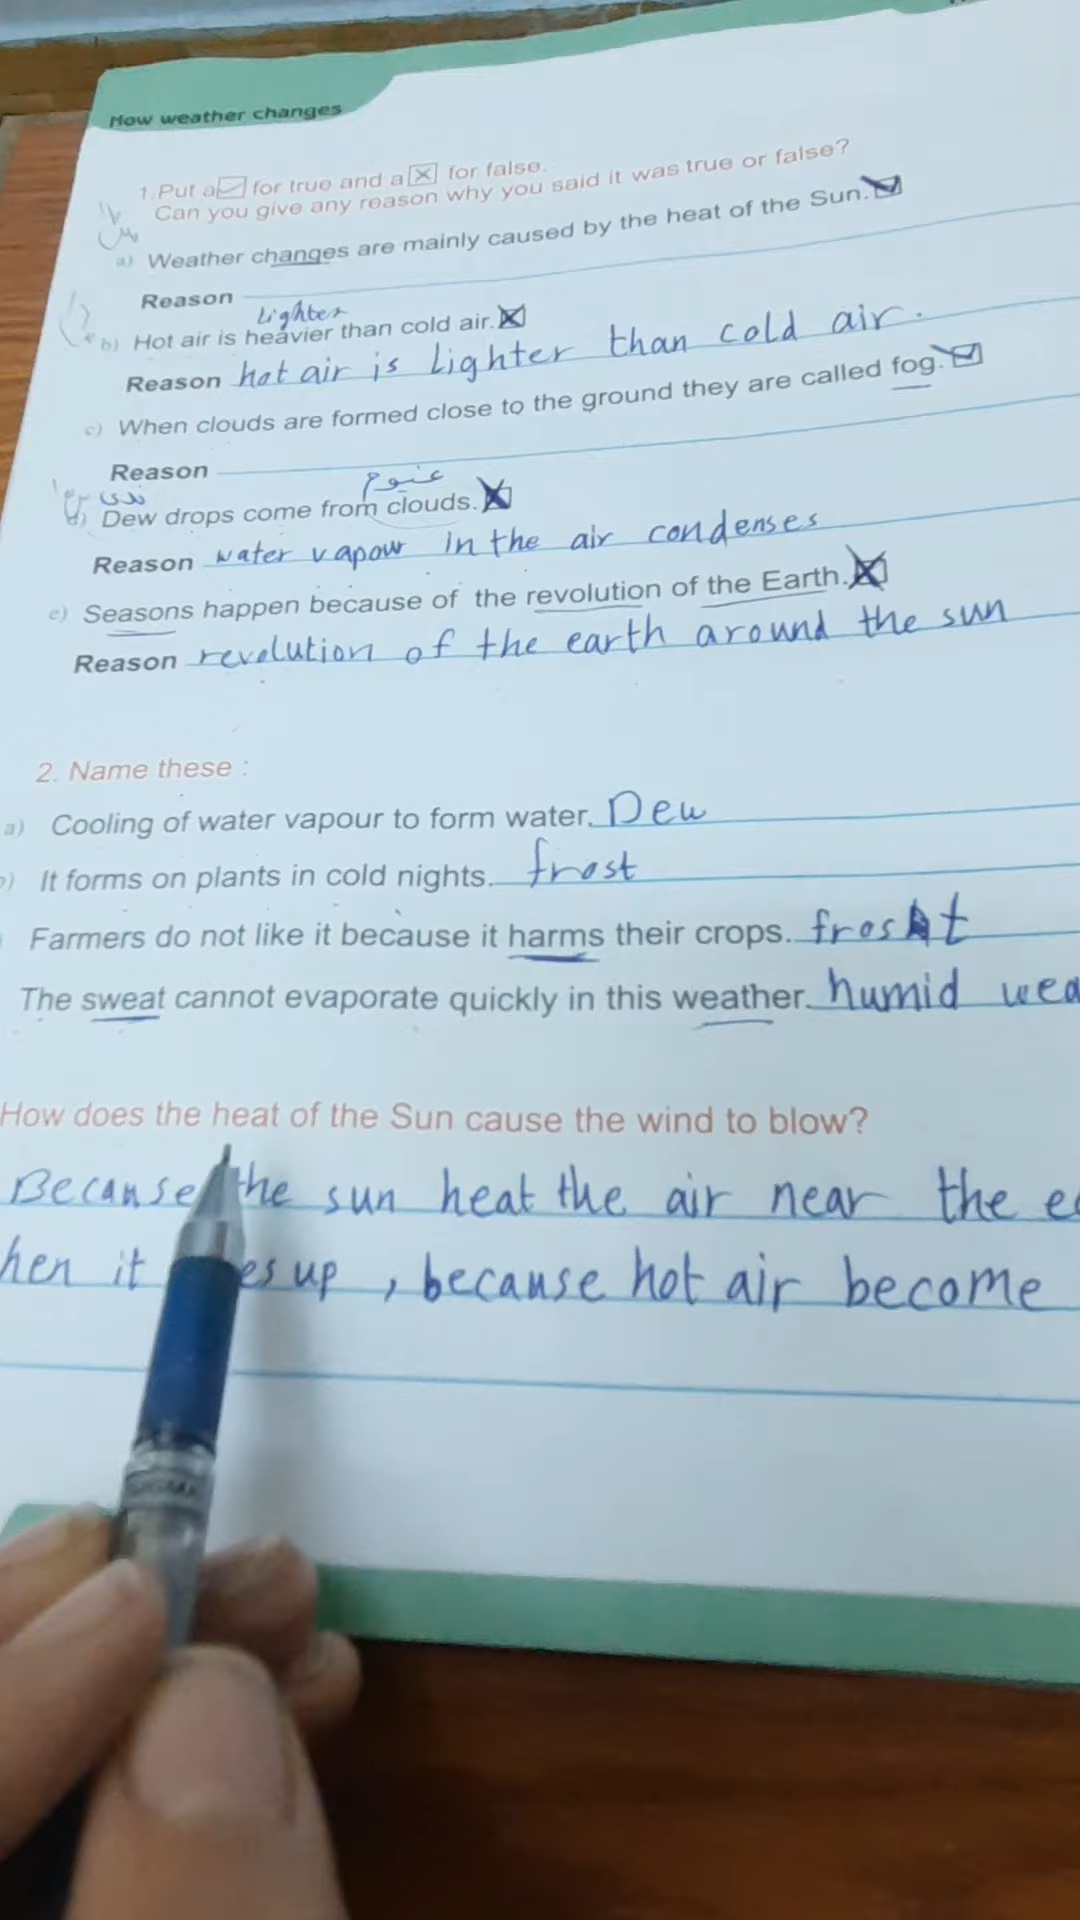 How weather changes
1. Put a ☑ for true and a ☒ for false.
Can you give any reason why you said it was true or false?
a) Weather changes are mainly caused by the heat of the Sun.
Reason
Lighter
b) Hot air is heavier than cold air.
Reason hot air is Lighter than cold air.
c) When clouds are formed close to the ground they are called fog.
Reason
غيوم
ندى
d) Dew drops come from clouds.
Reason water vapour in the air condenses
e) Seasons happen because of the revolution of the Earth.
Reason revolution of the earth around the sun
2. Name these :
a) Cooling of water vapour to form water. Dew
It forms on plants in cold nights. frost
Farmers do not like it because it harms their crops. frost
The sweat cannot evaporate quickly in this weather. humid
How does the heat of the Sun cause the wind to blow?
Because the sun heat the air near the
it up, because hot air become